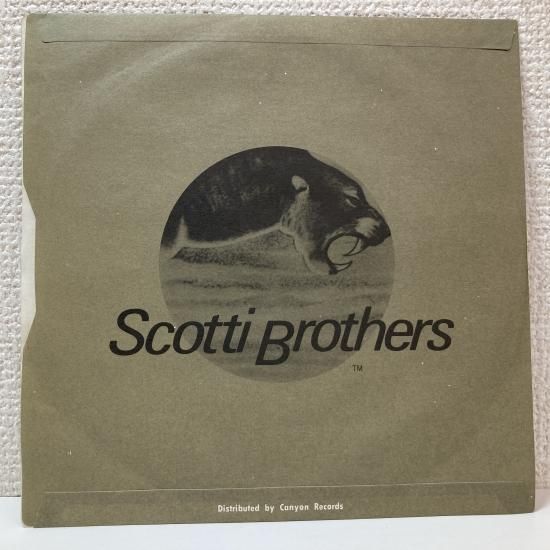 Scotti Brothers
TM
Distributed by Canyon Records